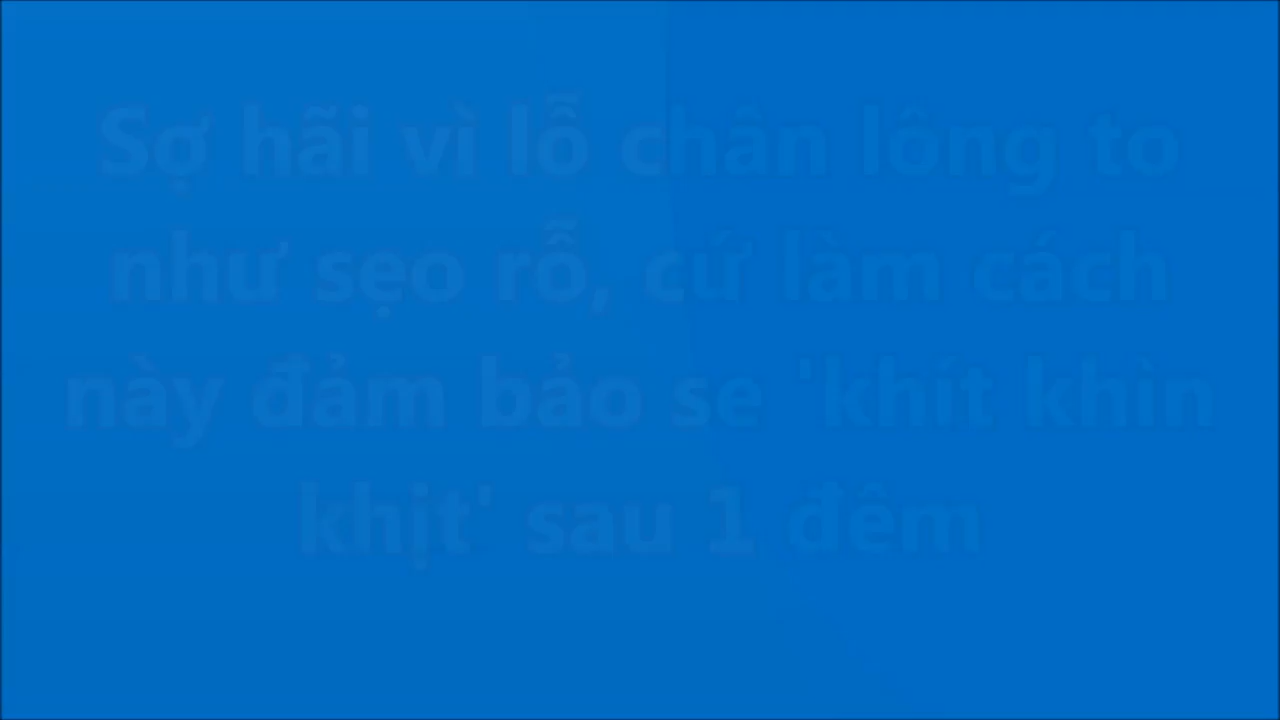 Sợ hãi vì lỗ chân lông to
như sẹo rỗ, cứ làm cách
này đảm bảo se 'khít khìn
khịt' sau 1 đêm